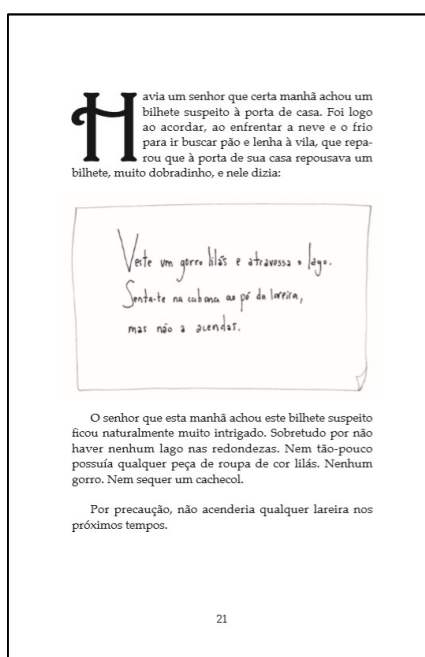 Havia um senhor que certa manhã achou um
bilhete suspeito à porta de casa. Foi logo
ao acordar, ao enfrentar a neve e o frio
para ir buscar pão e lenha à vila, que repa-
rou que à porta de sua casa repousava um
bilhete, muito dobradinho, e nele dizia:
Veste um gorro lilás e atravessa o lago.
Senta-te na cabana ao pé da lareira,
mas não a acendas.
O senhor que esta manhã achou este bilhete suspeito
ficou naturalmente muito intrigado. Sobretudo por não
haver nenhum lago nas redondezas. Nem tão-pouco
possuía qualquer peça de roupa de cor lilás. Nenhum
gorro. Nem sequer um cachecol.
Por precaução, não acenderia qualquer lareira nos
próximos tempos.
21